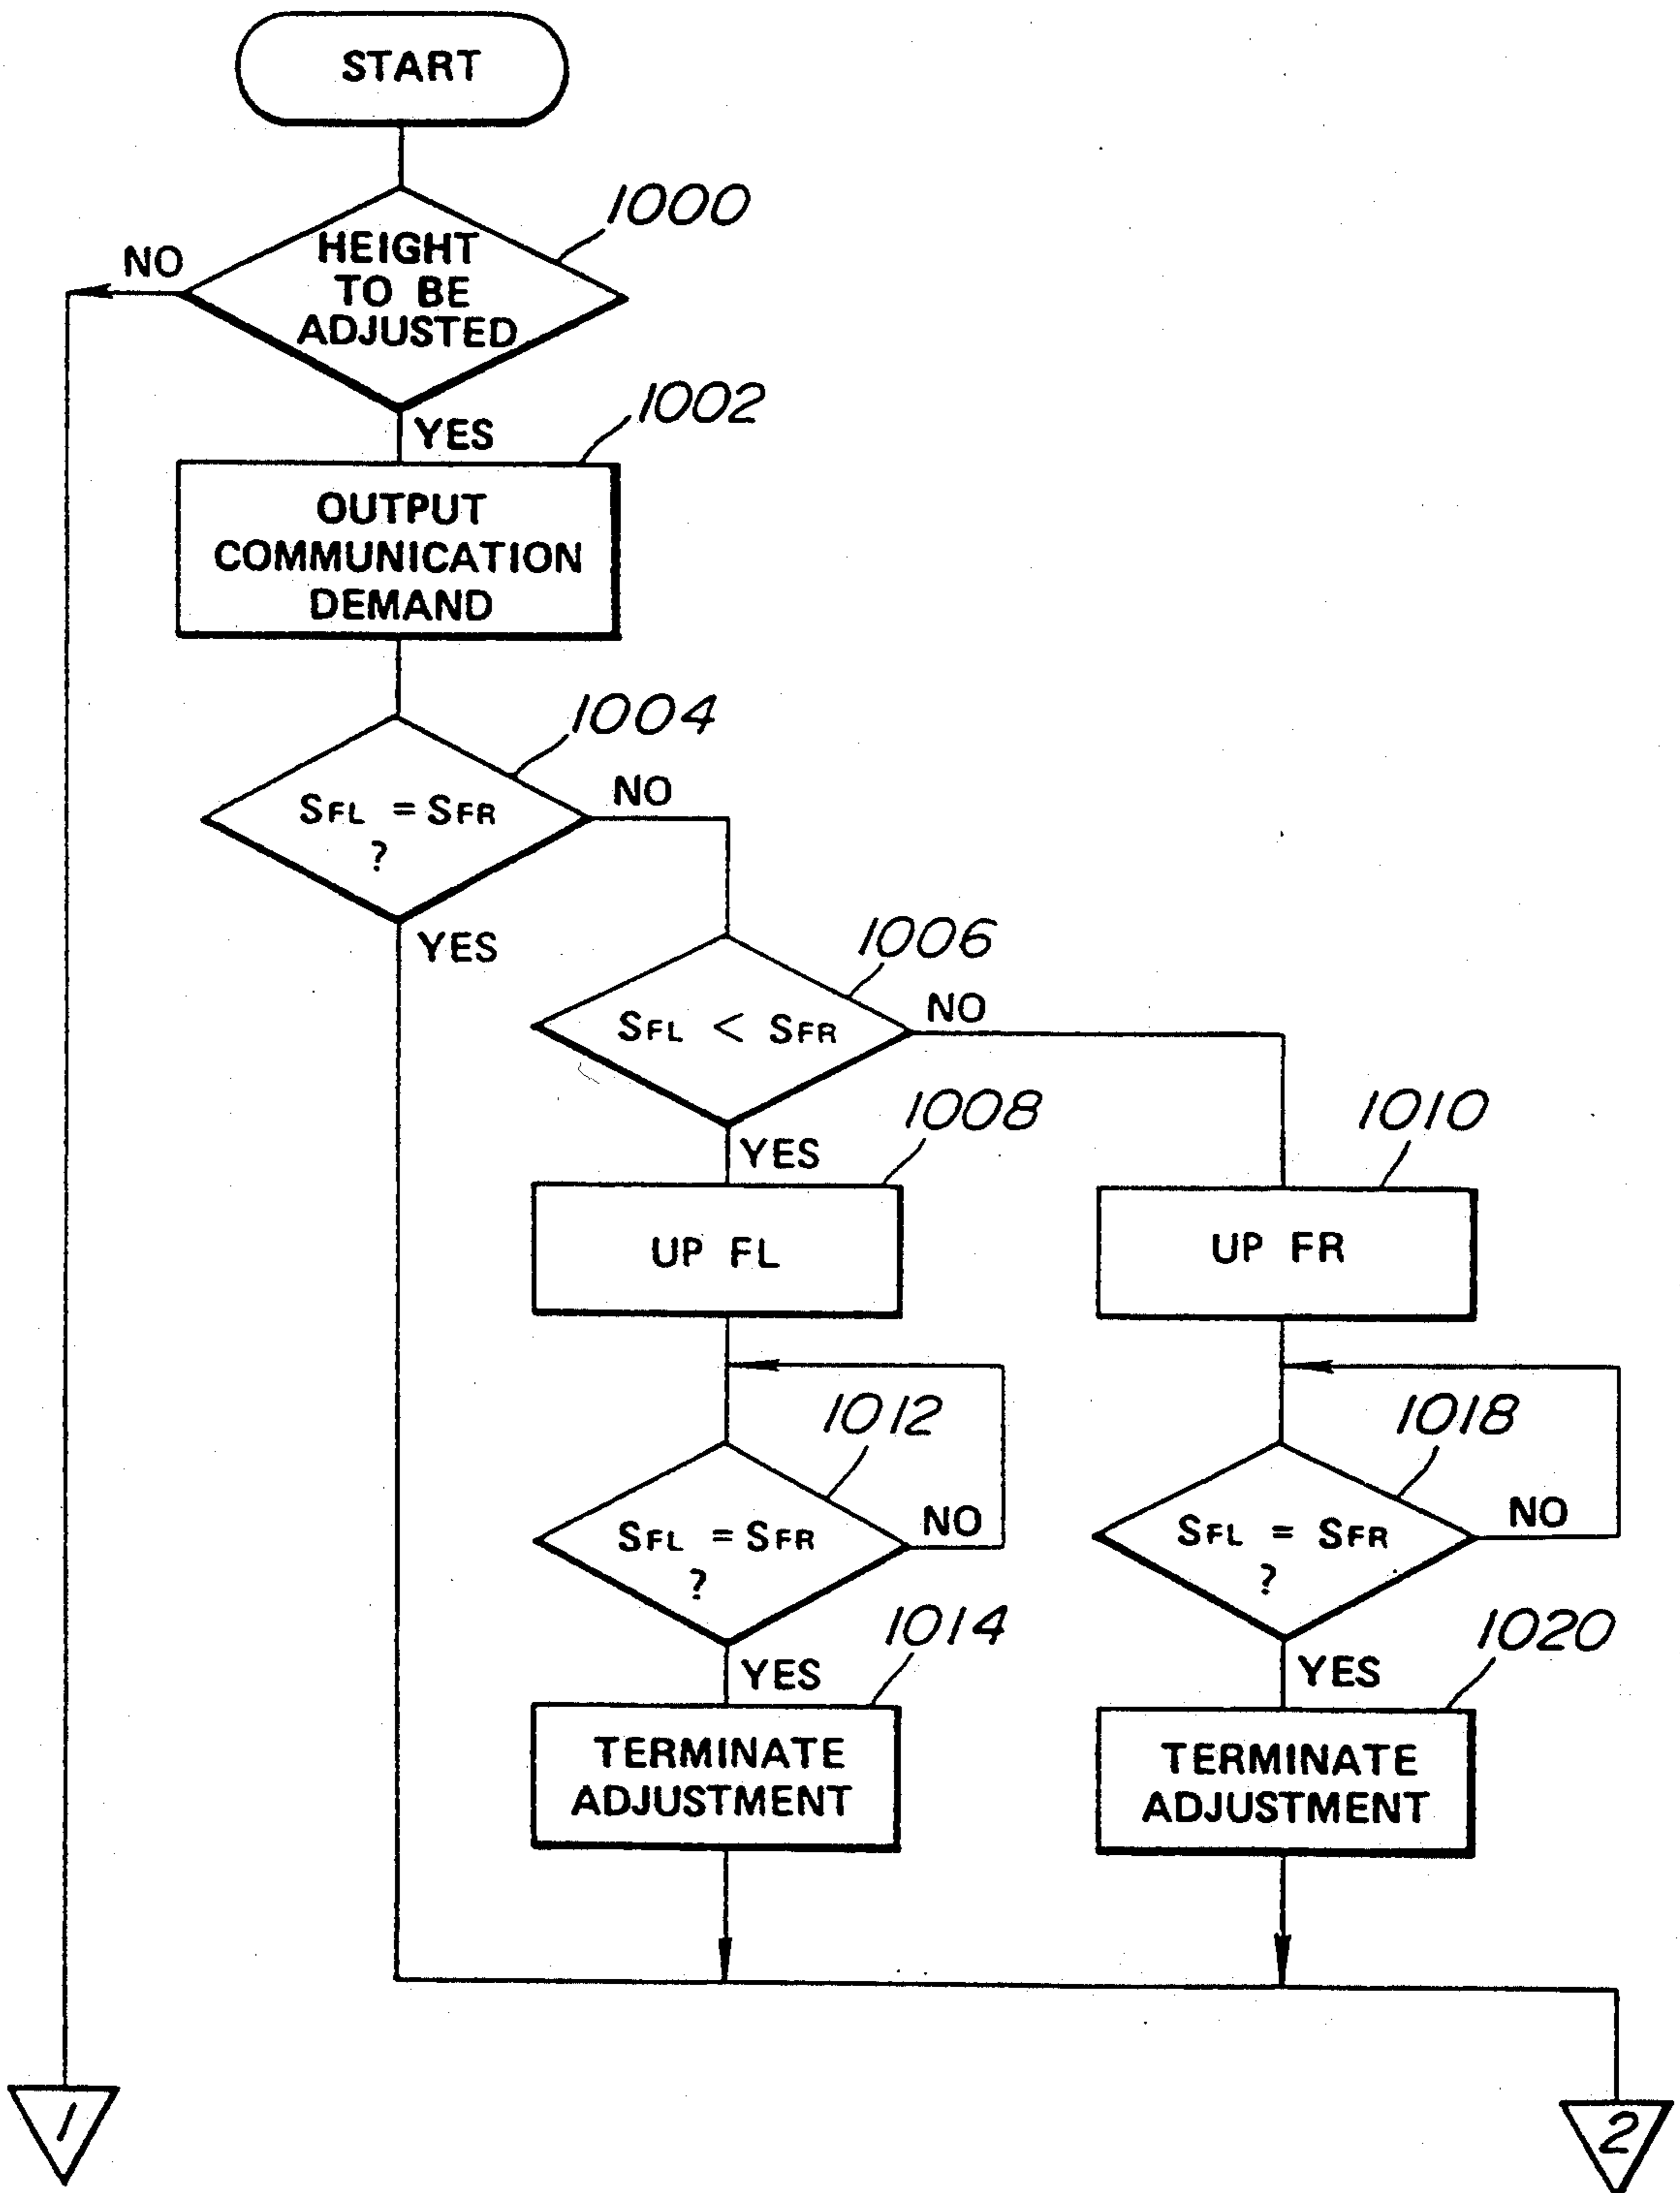 START
1000
HEIGHT
TO BE
ADJUSTED
NO
YES
1002
OUTPUT
COMMUNICATION
DEMAND
1004
SFL = SFR
?
NO
YES
1006
SFL < SFR
NO
YES
1008
UP FL
1010
UP FR
1012
SFL = SFR
?
NO
YES
1018
SFL = SFR
?
NO
YES
1014
TERMINATE
ADJUSTMENT
1020
TERMINATE
ADJUSTMENT
1
2